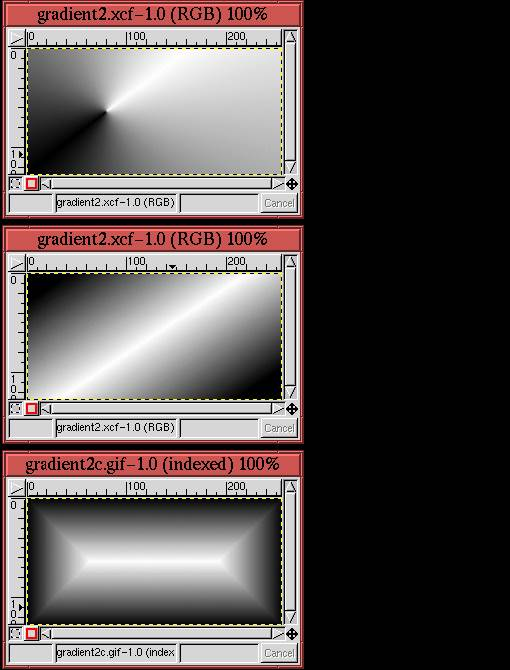 gradient2.xcf-1.0 (RGB) 100%
0 100 200
0
1
0
gradient2.xcf-1.0 (RGB)
Cancel
gradient2.xcf-1.0 (RGB) 100%
0 100 200
0
1
0
gradient2.xcf-1.0 (RGB)
Cancel
gradient2c.gif-1.0 (indexed) 100%
0 100 200
0
1
0
gradient2c.gif-1.0 (index
Cancel